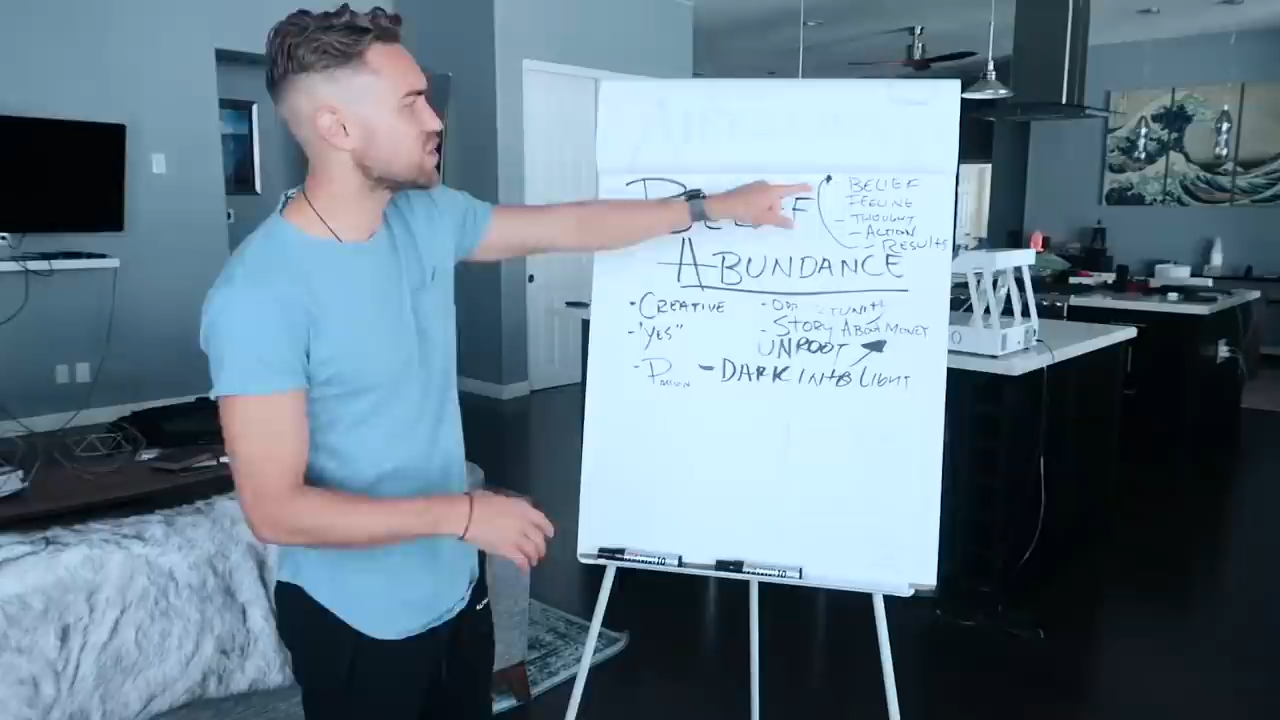 BELIEF
FEELING
- THOUGHT
- ACTION
- RESULTS
ABUNDANCE
• CREATIVE
- "YES"
- STORY ABOUT MONEY
UNROOT
- DARK INTO LIGHT